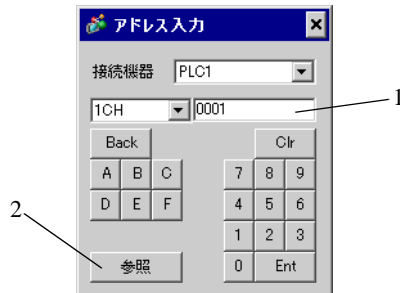 アドレス入力
接続機器 PLC1
1CH 0001 1
Back Clr
A B C 7 8 9
D E F 4 5 6
2
1 2 3
参照 0 Ent